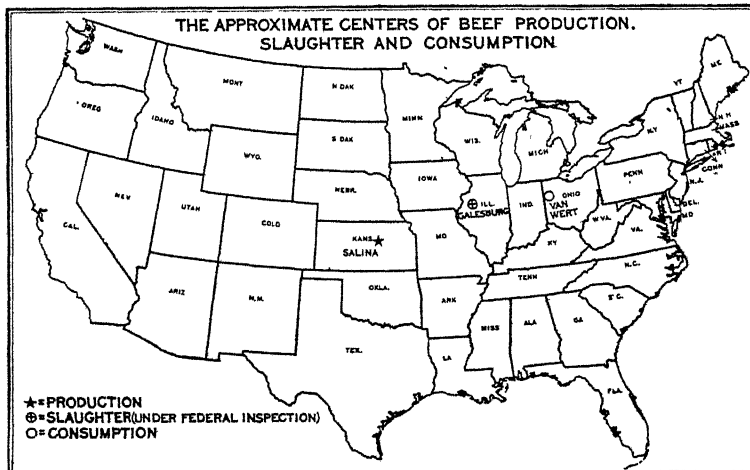 THE APPROXIMATE CENTERS OF BEEF PRODUCTION.
SLAUGHTER AND CONSUMPTION
WASH
MONT
N DAK
MINN
ME.
VT
OREG
IDAHO
S DAK
WIS.
MICH
N.Y
N H
MASS
R I
CONN
WYO.
IOWA
PENN
N.J.
NEBR.
NEV
UTAH
COLO
ILL.
GALESBURG
IND.
OHIO
VAN
WERT
DEL.
MD
W.VA.
VA.
CAL.
KANS
SALINA
MO
KY
ARIZ
N.M.
OKLA.
ARK
TENN
N.C.
S C.
TEX.
LA
MISS
ALA
GA
FLA
★=PRODUCTION
⊕=SLAUGHTER(UNDER FEDERAL INSPECTION)
○=CONSUMPTION